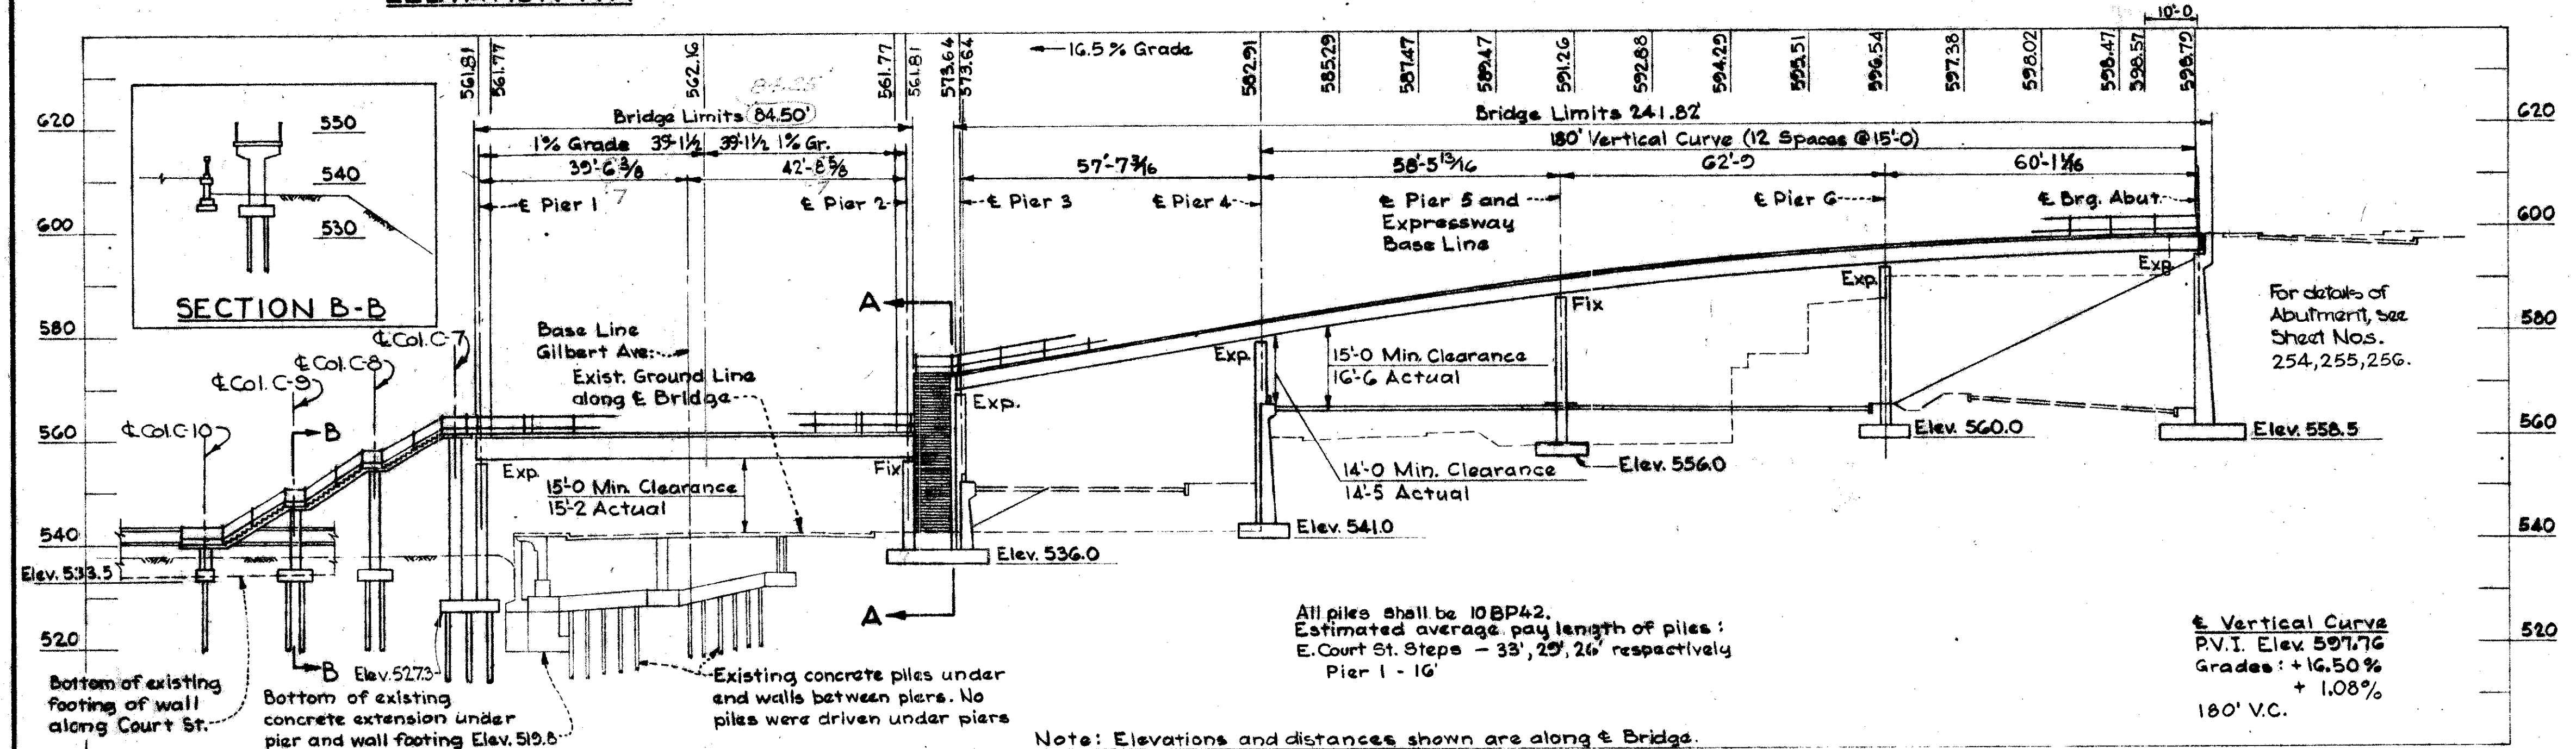 10'-0
561.81
561.77
562.16
561.77
561.81
573.64
573.64
← 16.5 % Grade
582.91
585.29
587.47
589.47
591.26
592.88
594.29
595.51
596.54
597.38
598.02
598.47
598.57
598.79
84.25'
Bridge Limits 84.50'
Bridge Limits 241.82'
1% Grade 39'-1½ 39'-1½ 1% Gr.
180' Vertical Curve (12 Spaces @ 15'-0)
39'-6⅜
7
42'-8⅝
7
57'-7 3/16
58'-5 13/16
62'-9
60'-1 1/16
℄ Pier 1
℄ Pier 2
℄ Pier 3
℄ Pier 4
℄ Pier 5 and
Expressway
Base Line
℄ Pier 6
℄ Brg. Abut.
620
600
580
560
540
520
550
540
530
SECTION B-B
620
600
580
560
540
520
℄ Col. C-7
℄ Col. C-8
℄ Col. C-9
℄ Col. C-10
B
B
Base Line
Gilbert Ave.
Exist. Ground Line
along ℄ Bridge
A
A
Exp.
15'-0 Min. Clearance
15'-2 Actual
Fix
Exp.
Exp.
15'-0 Min. Clearance
16'-6 Actual
Fix
Exp.
Exp.
14'-0 Min. Clearance
14'-5 Actual
For details of
Abutment, see
Sheet Nos.
254,255,256.
Elev. 533.5
Elev. 527.3
Elev. 536.0
Elev. 541.0
Elev. 556.0
Elev. 560.0
Elev. 558.5
Bottom of existing
footing of wall
along Court St.
Bottom of existing
concrete extension under
pier and wall footing Elev. 519.8
Existing concrete piles under
end walls between piers. No
piles were driven under piers
All piles shall be 10BP42.
Estimated average pay length of piles:
E. Court St. Steps - 33', 29', 26' respectively
Pier 1 - 16'
℄ Vertical Curve
P.V.I. Elev. 597.76
Grades: +16.50%
+ 1.08%
180' V.C.
Note: Elevations and distances shown are along ℄ Bridge.